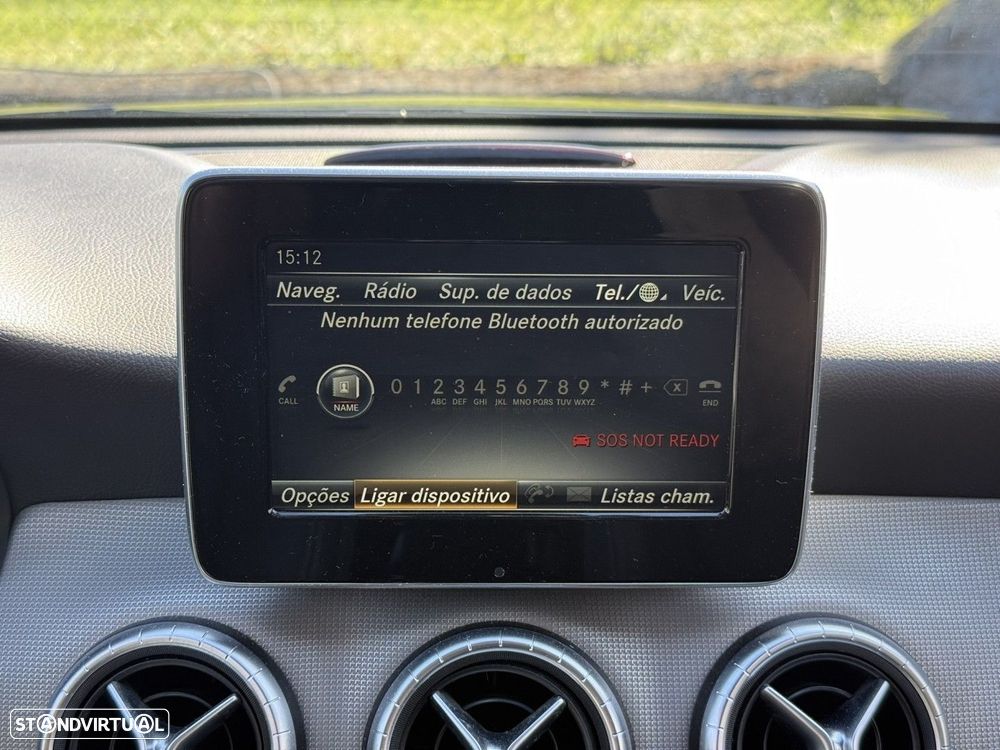 15:12
Naveg. Rádio Sup. de dados Tel./ Veíc.
Nenhum telefone Bluetooth autorizado
0 1 2 3 4 5 6 7 8 9 * # +
CALL NAME ABC DEF GHI JKL MNO PQRS TUV WXYZ END
SOS NOT READY
Opções Ligar dispositivo Listas cham.
STANDVIRTUAL